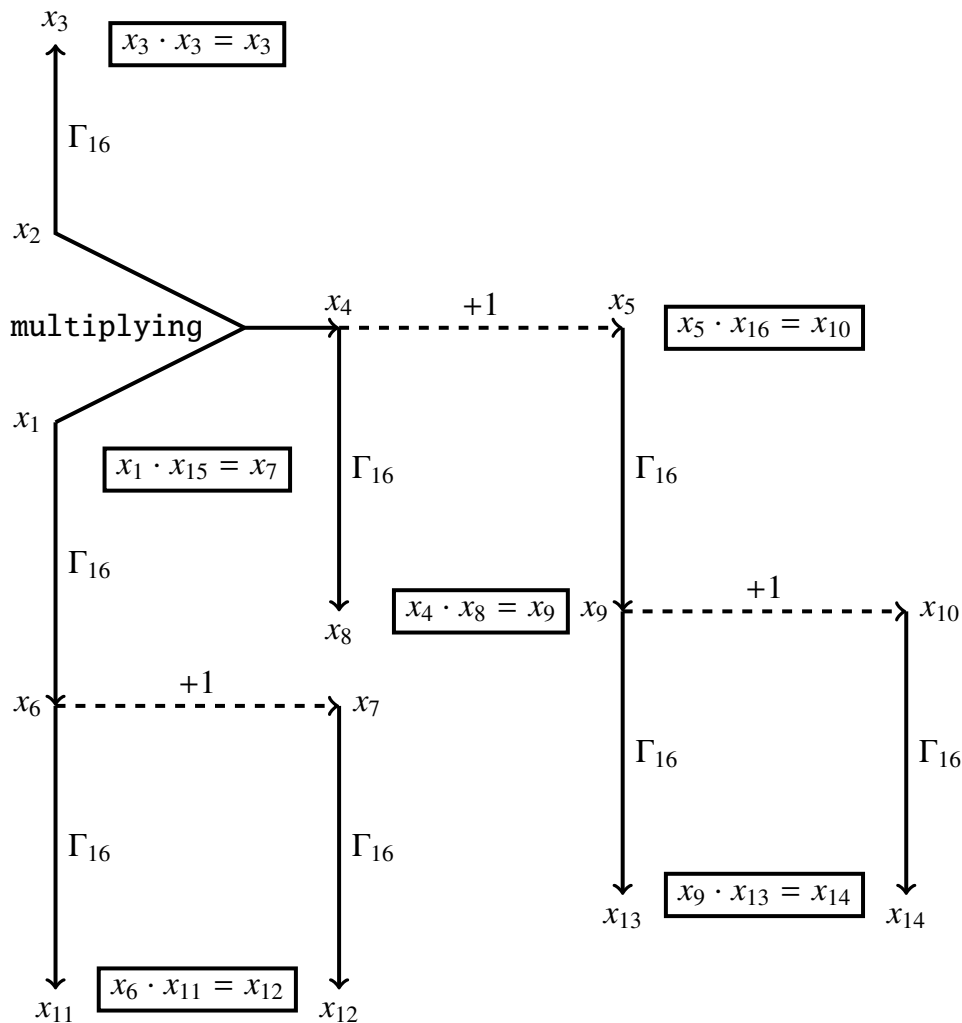 x₃
x₃ · x₃ = x₃
Γ₁₆
x₂
multiplying
x₄
+1
x₅
x₅ · x₁₆ = x₁₀
x₁
x₁ · x₁₅ = x₇
Γ₁₆
Γ₁₆
Γ₁₆
x₄ · x₈ = x₉
x₉
+1
x₁₀
x₈
x₆
+1
x₇
Γ₁₆
Γ₁₆
Γ₁₆
Γ₁₆
x₉ · x₁₃ = x₁₄
x₁₃
x₁₄
x₆ · x₁₁ = x₁₂
x₁₁
x₁₂